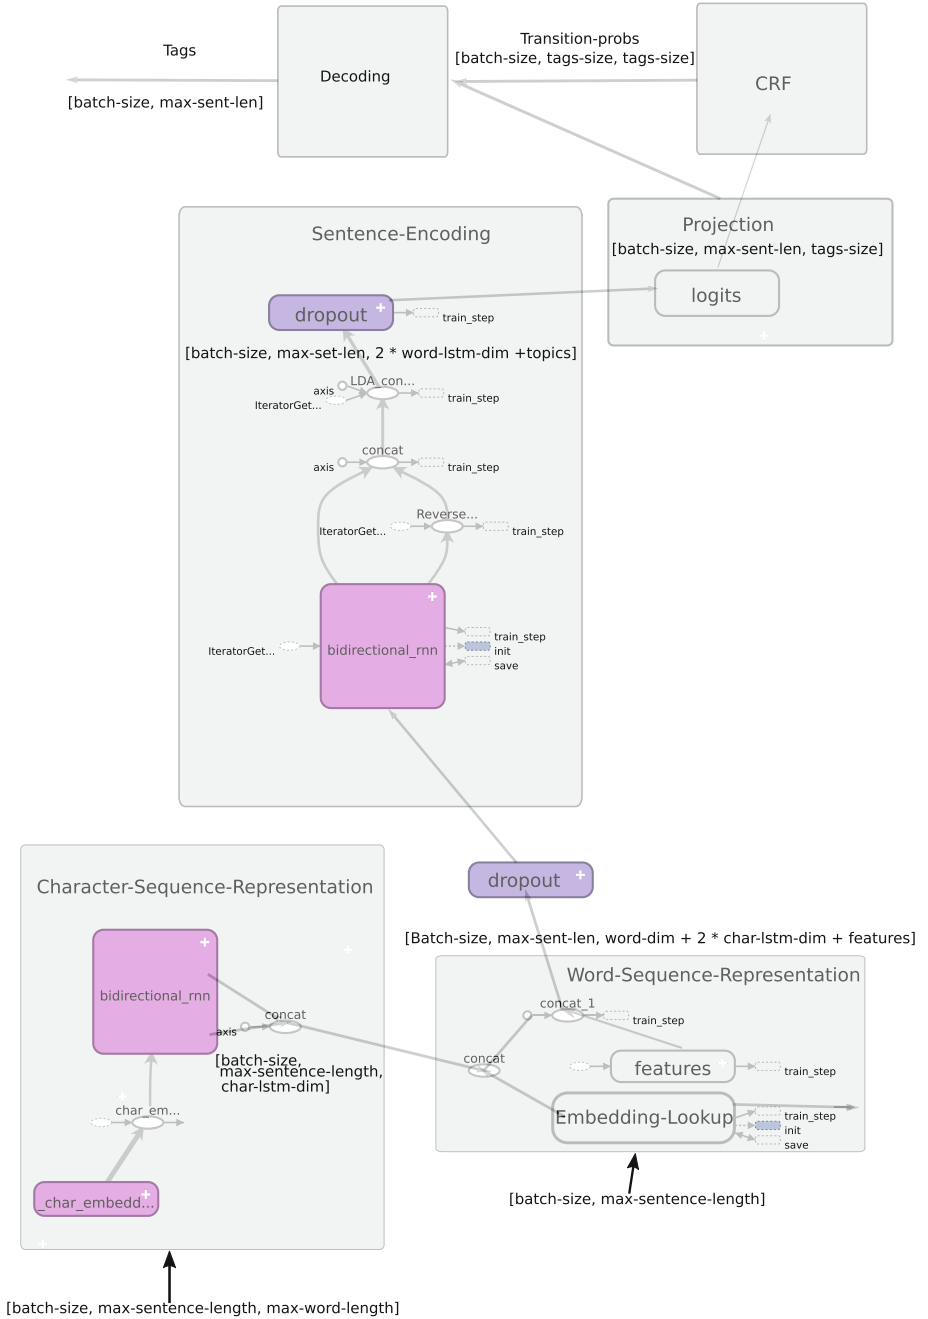 Tags
[batch-size, max-sent-len]
Decoding
Transition-probs
[batch-size, tags-size, tags-size]
CRF
Projection
[batch-size, max-sent-len, tags-size]
logits
Sentence-Encoding
dropout
train_step
[batch-size, max-set-len, 2 * word-lstm-dim +topics]
LDA_con...
axis
IteratorGet...
train_step
concat
axis
train_step
Reverse...
IteratorGet...
train_step
bidirectional_rnn
IteratorGet...
train_step
init
save
dropout
[Batch-size, max-sent-len, word-dim + 2 * char-lstm-dim + features]
Character-Sequence-Representation
bidirectional_rnn
concat
axis
[batch-size,
max-sentence-length,
char-lstm-dim]
char_em...
_char_embedd...
[batch-size, max-sentence-length, max-word-length]
Word-Sequence-Representation
concat_1
train_step
concat
features
train_step
Embedding-Lookup
train_step
init
save
[batch-size, max-sentence-length]